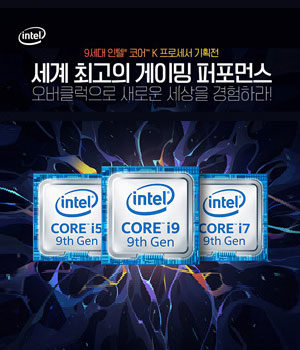 intel
9세대 인텔® 코어™ K 프로세서 기획전
세계 최고의 게이밍 퍼포먼스
오버클럭으로 새로운 세상을 경험하라!
intel
CORE i5
9th Gen
intel
CORE™ i9
9th Gen
intel
CORE™ i7
9th Gen